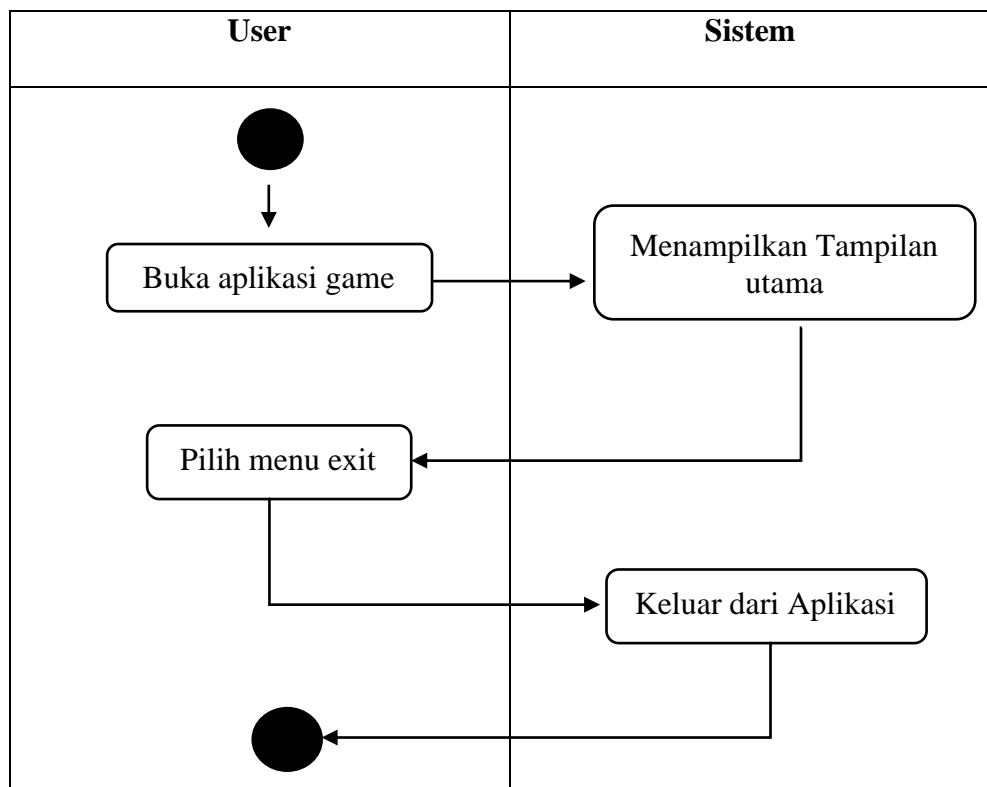 User
Sistem
Buka aplikasi game
Menampilkan Tampilan
utama
Pilih menu exit
Keluar dari Aplikasi